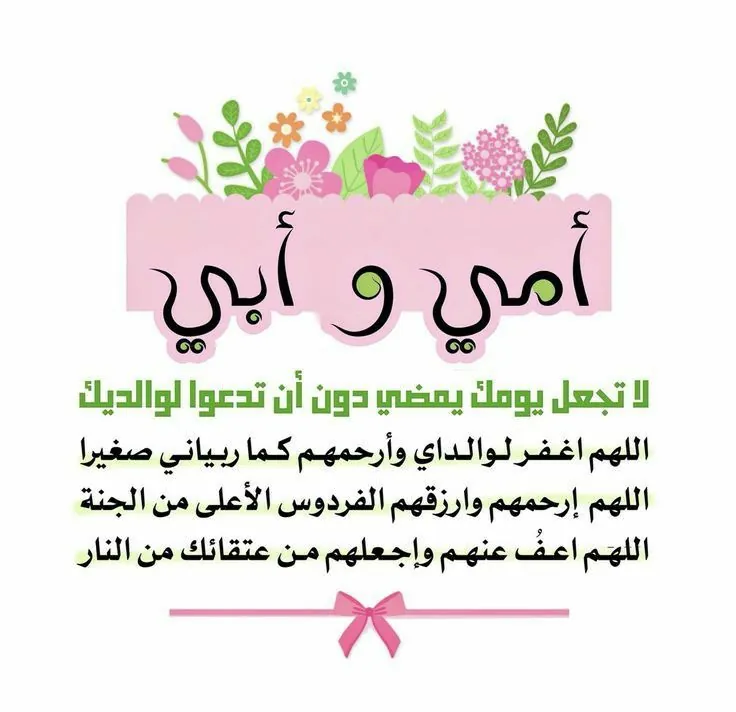 أمي و أبي
لا تجعل يومك يمضي دون أن تدعوا لوالديك
اللهم اغفر لوالداي وأرحمهم كما ربياني صغيرا
اللهم إرحمهم وارزقهم الفردوس الأعلى من الجنة
اللهَم اعفُ عنهم وإجعلهم من عتقائك من النار